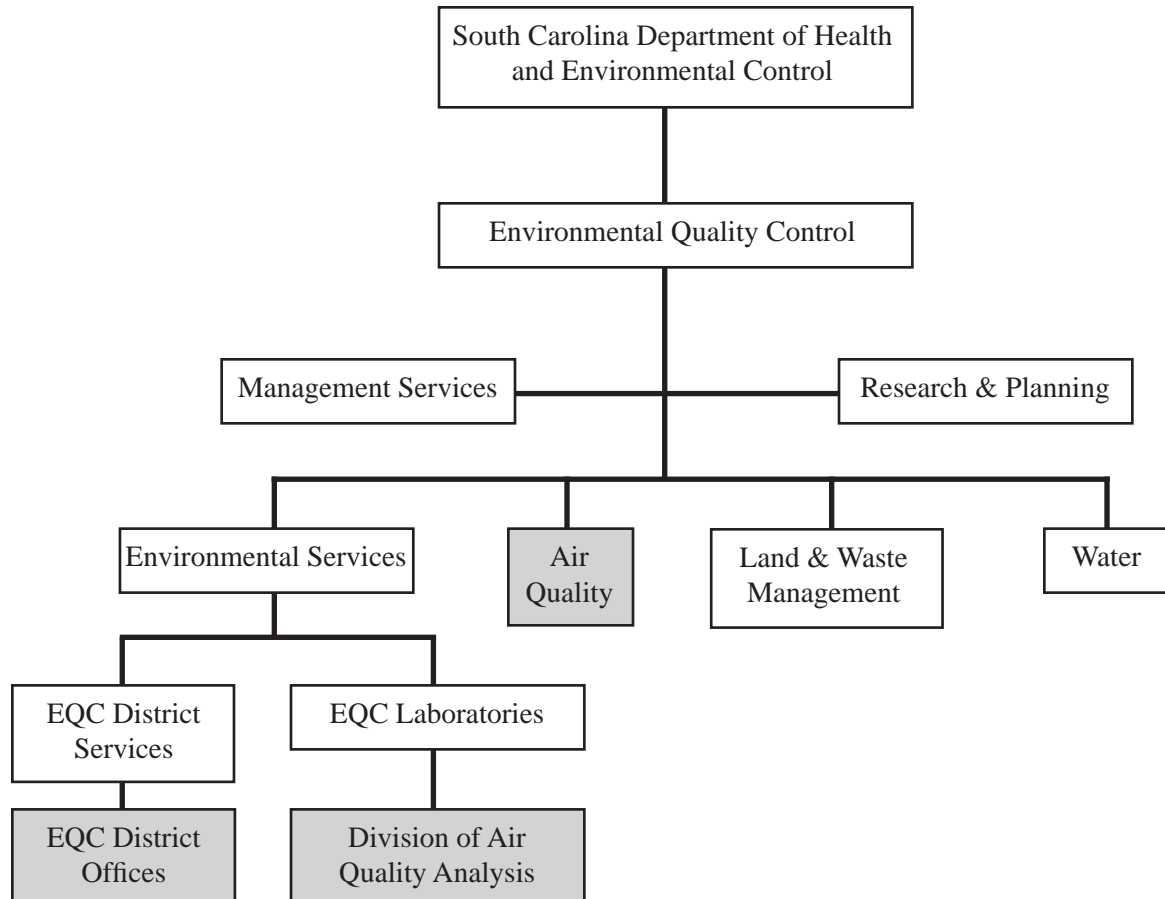 South Carolina Department of Health
and Environmental Control
Environmental Quality Control
Management Services
Research & Planning
Environmental Services
Air
Quality
Land & Waste
Management
Water
EQC District
Services
EQC Laboratories
EQC District
Offices
Division of Air
Quality Analysis